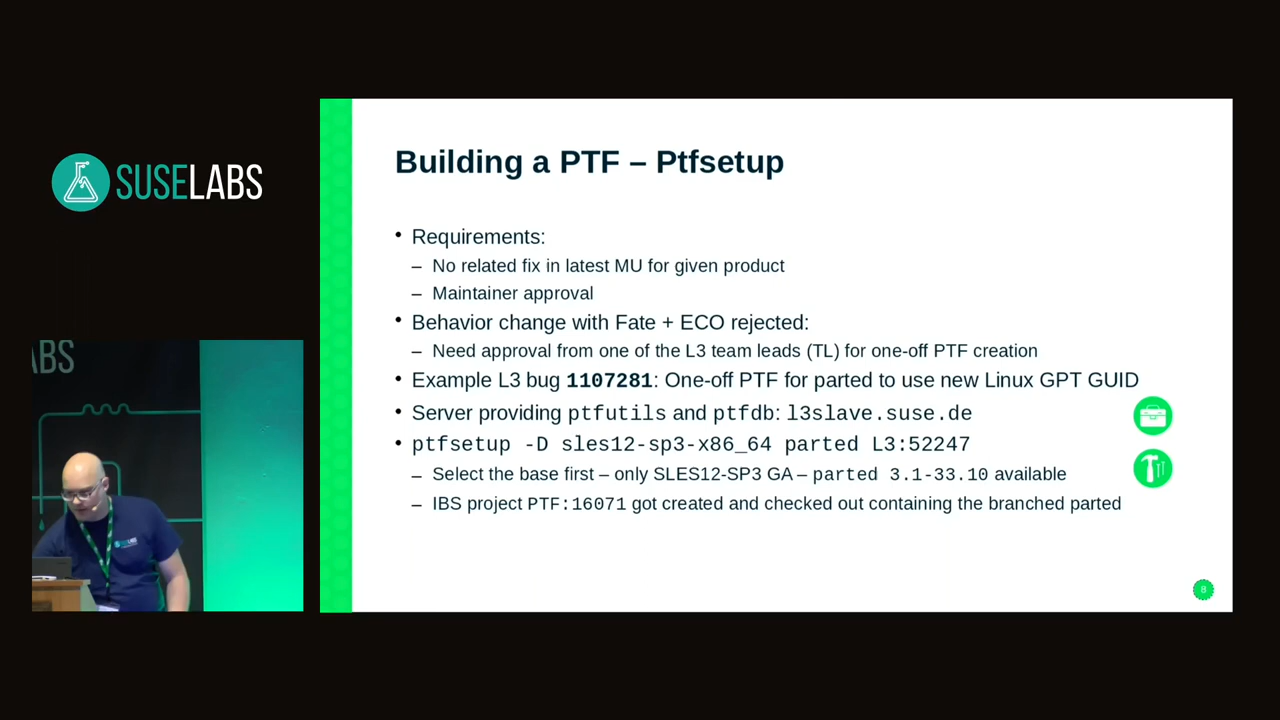 SUSELABS
ABS
Building a PTF – Ptfsetup
• Requirements:
– No related fix in latest MU for given product
– Maintainer approval
• Behavior change with Fate + ECO rejected:
– Need approval from one of the L3 team leads (TL) for one-off PTF creation
• Example L3 bug 1107281: One-off PTF for parted to use new Linux GPT GUID
• Server providing ptfutils and ptfdb: l3slave.suse.de
• ptfsetup -D sles12-sp3-x86_64 parted L3:52247
– Select the base first – only SLES12-SP3 GA – parted 3.1-33.10 available
– IBS project PTF:16071 got created and checked out containing the branched parted
8